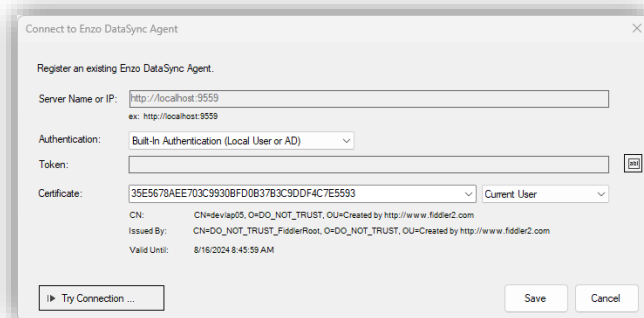 Connect to Enzo DataSync Agent
Register an existing Enzo DataSync Agent.
Server Name or IP: http://localhost:9559
ex: http://localhost:9559
Authentication: Built-In Authentication (Local User or AD)
Token:
Certificate: 35E5678AEE703C9930BFD0B37B3C9DDF4C7E5593 Current User
CN: CN=devlap05, O=DO_NOT_TRUST, OU=Created by http://www.fiddler2.com
Issued By: CN=DO_NOT_TRUST_FiddlerRoot, O=DO_NOT_TRUST, OU=Created by http://www.fiddler2.com
Valid Until: 8/16/2024 8:45:59 AM
Try Connection ... Save Cancel